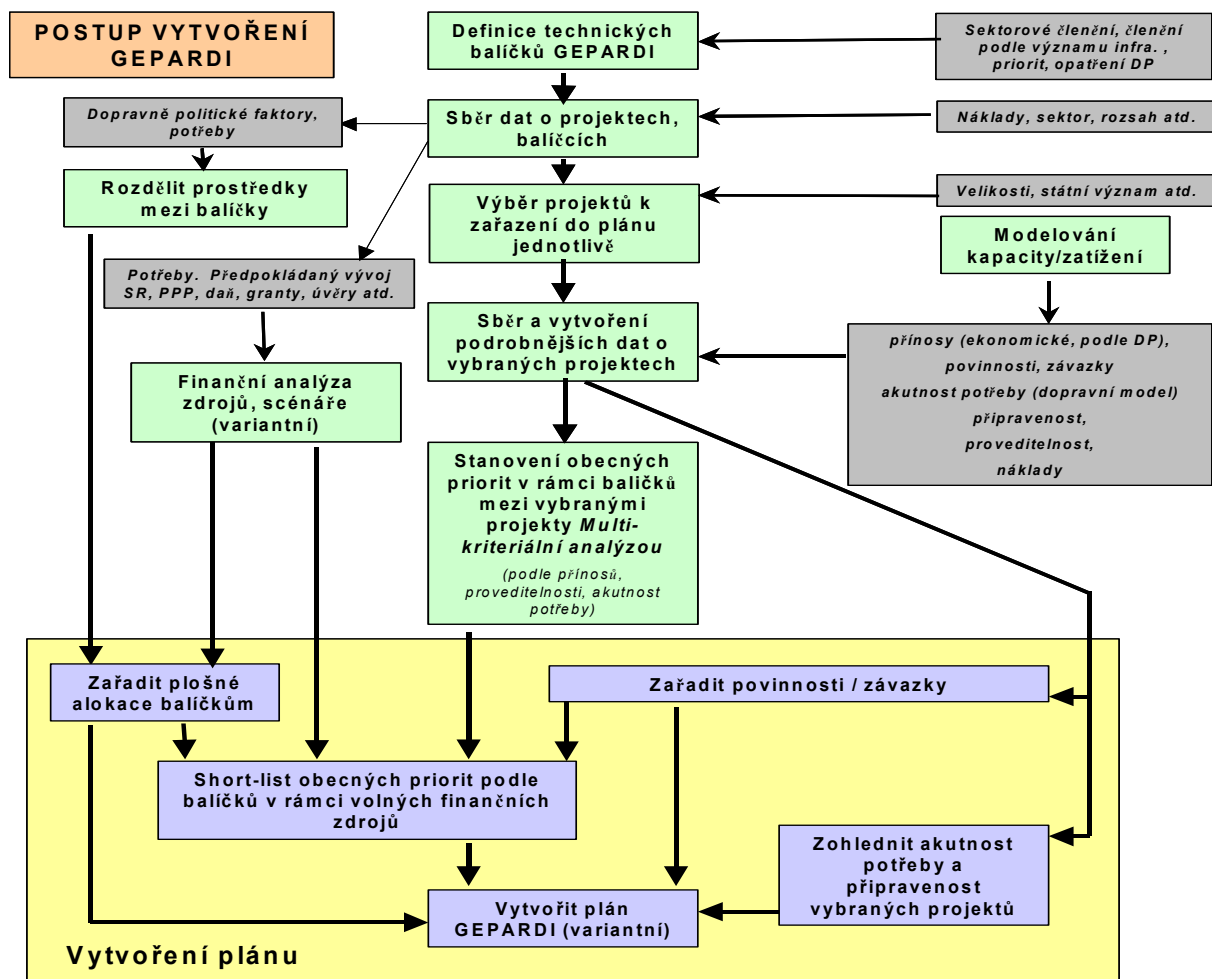 POSTUP VYTVOŘENÍ
GEPARDI
Definice technických
balíčků GEPARDI
Sektorové členění, členění
podle významu infra. ,
priorit, opatření DP
Dopravně politické faktory,
potřeby
Sběr dat o projektech,
balíčcích
Náklady, sektor, rozsah atd.
Rozdělit prostředky
mezi balíčky
Výběr projektů k
zařazení do plánu
jednotlivě
Velikosti, státní význam atd.
Modelování
kapacity/zatížení
Potřeby. Předpokládaný vývoj
SR, PPP, daň, granty, úvěry atd.
Sběr a vytvoření
podrobnějších dat o
vybraných projektech
přínosy (ekonomické, podle DP),
povinnosti, závazky
akutnost potřeby (dopravní model)
připravenost,
proveditelnost,
náklady
Finanční analýza
zdrojů, scénáře
(variantní)
Stanovení obecných
priorit v rámci baličků
mezi vybranými
projekty Multi-
kriteriální analýzou
(podle přínosů,
proveditelnosti, akutnost
potřeby)
Zařadit plošné
alokace balíčkům
Zařadit povinnosti / závazky
Short-list obecných priorit podle
balíčků v rámci volných finančních
zdrojů
Zohlednit akutnost
potřeby a
připravenost
vybraných projektů
Vytvořit plán
GEPARDI (variantní)
Vytvoření plánu